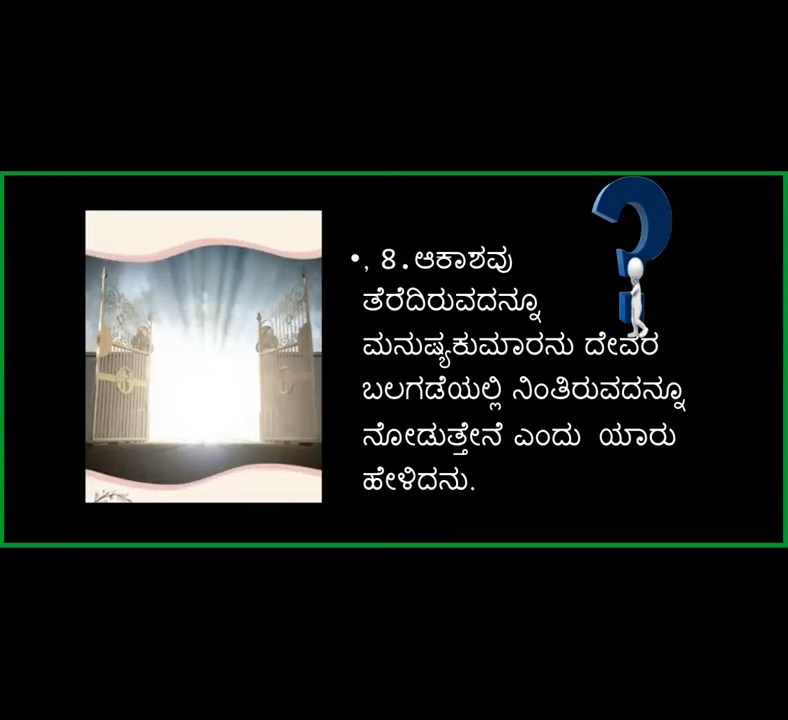 • , 8.ಆಕಾಶವು
ತೆರೆದಿರುವದನ್ನೂ
ಮನುಷ್ಯಕುಮಾರನು ದೇವರ
ಬಲಗಡೆಯಲ್ಲಿ ನಿಂತಿರುವದನ್ನೂ
ನೋಡುತ್ತೇನೆ ಎಂದು ಯಾರು
ಹೇಳಿದನು.